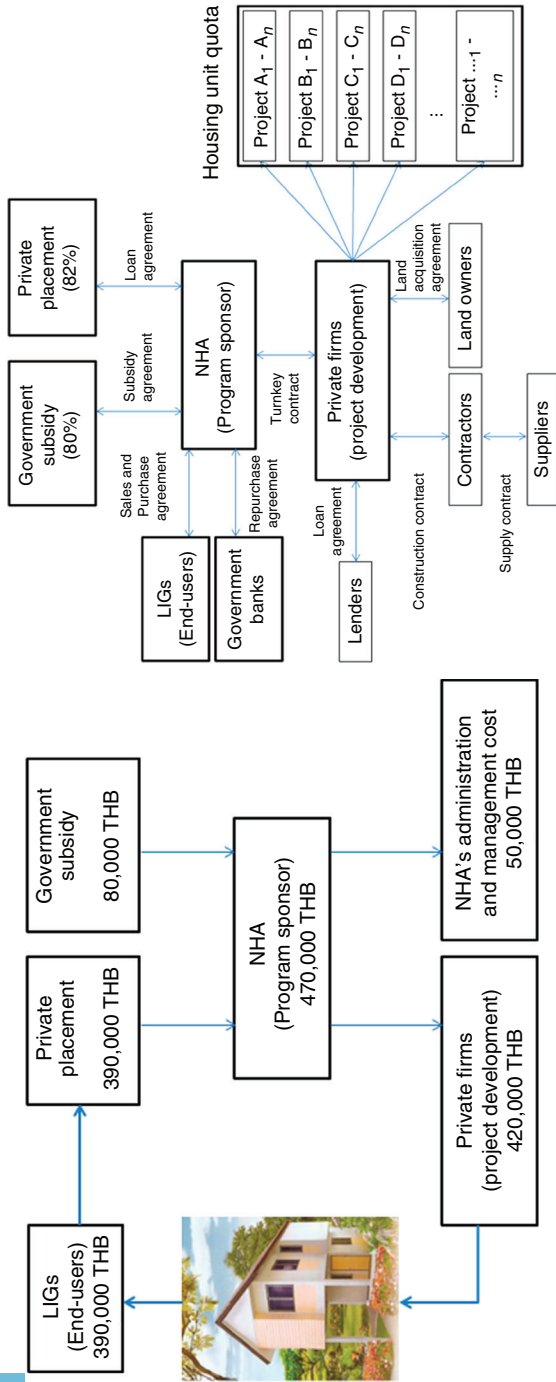 LIGs
(End-users)
390,000 THB
Private
placement
390,000 THB
Government
subsidy
80,000 THB
NHA
(Program sponsor)
470,000 THB
Private firms
(project development)
420,000 THB
NHA's administration
and management cost
50,000 THB
Government
subsidy
(80%)
Private
placement
(82%)
Sales and
Purchase
agreement
Subsidy
agreement
Loan
agreement
LIGs
(End-users)
NHA
(Program sponsor)
Government
banks
Repurchase
agreement
Turnkey
contract
Lenders
Loan
agreement
Private firms
(project development)
Construction contract
Land
acquisition
agreement
Contractors
Land owners
Supply contract
Suppliers
Housing unit quota
Project A1 - An
Project B1 - Bn
Project C1 - Cn
Project D1 - Dn
...
Project ...1 -
...n